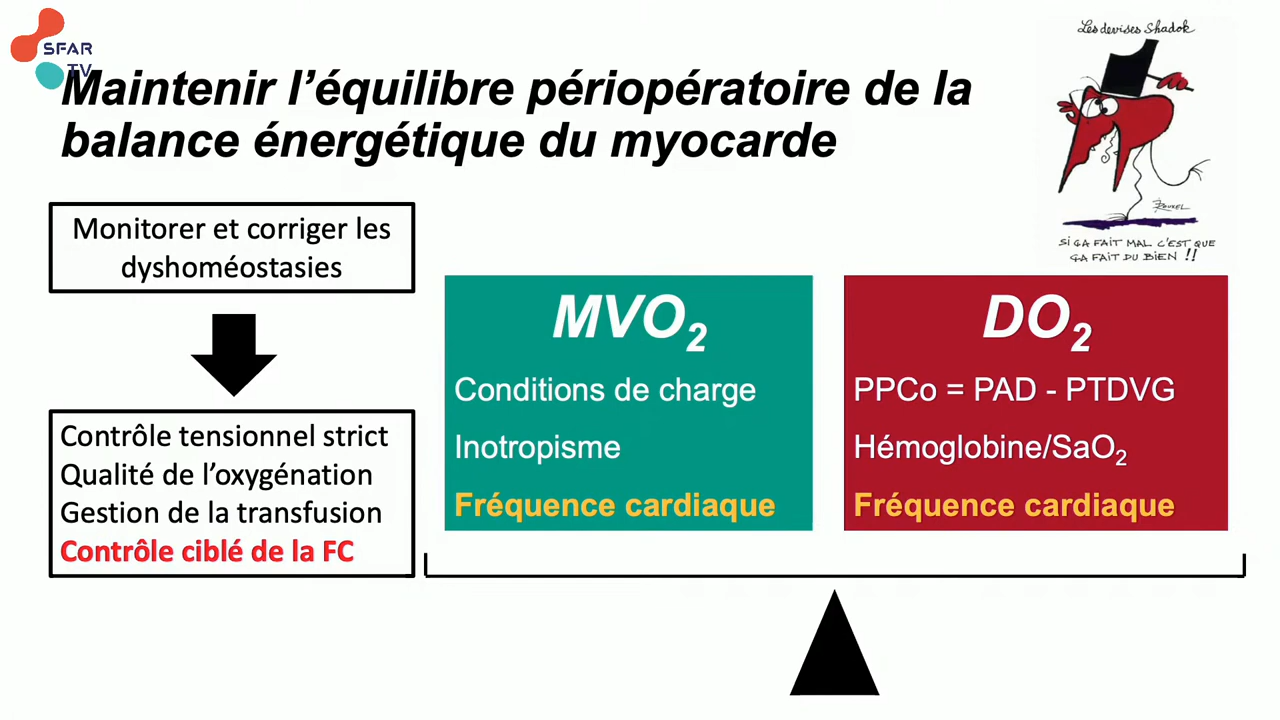 SFAR
TV
Maintenir l’équilibre périopératoire de la
balance énergétique du myocarde
Les devises Shadok
ROUXEL
SI ÇA FAIT MAL C'EST QUE
ÇA FAIT DU BIEN !!
Monitorer et corriger les
dyshoméostasies
Contrôle tensionnel strict
Qualité de l’oxygénation
Gestion de la transfusion
Contrôle ciblé de la FC
MVO₂
Conditions de charge
Inotropisme
Fréquence cardiaque
DO₂
PPCo = PAD - PTDVG
Hémoglobine/SaO₂
Fréquence cardiaque